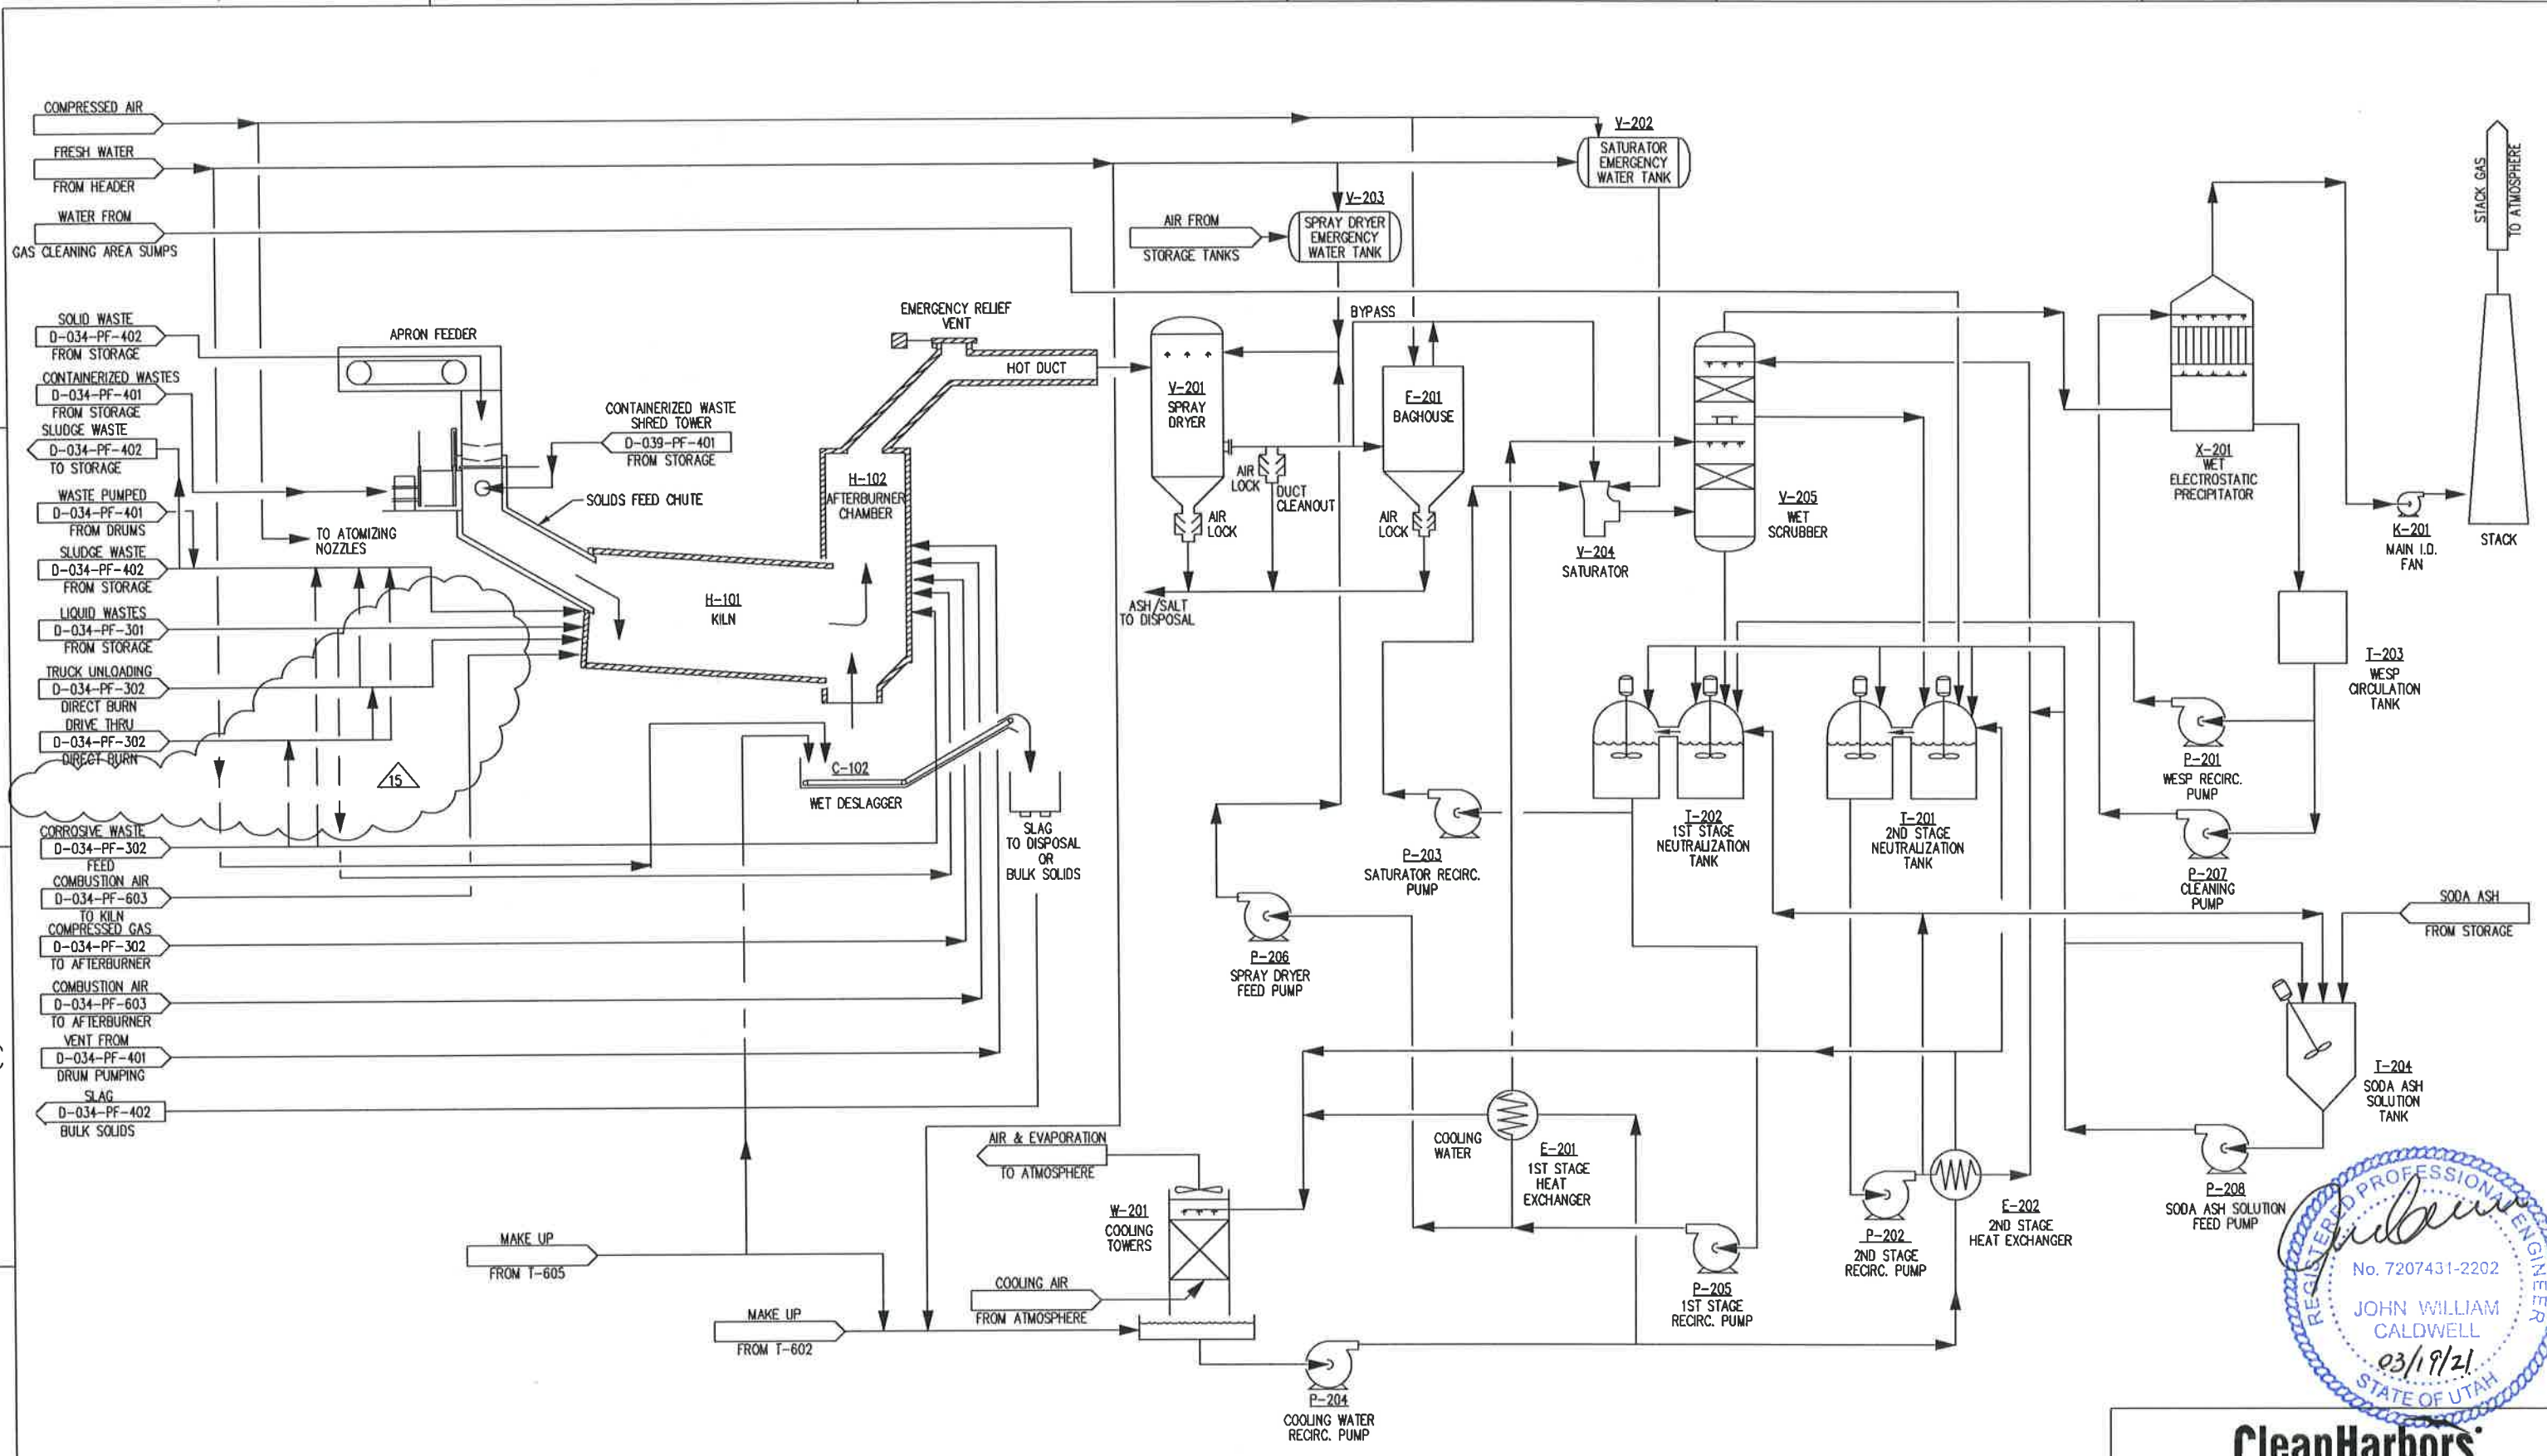 COMPRESSED AIR
FRESH WATER
FROM HEADER
WATER FROM
GAS CLEANING AREA SUMPS
SOLID WASTE
D-034-PF-402
FROM STORAGE
CONTAINERIZED WASTES
D-034-PF-401
FROM STORAGE
SLUDGE WASTE
D-034-PF-402
TO STORAGE
WASTE PUMPED
D-034-PF-401
FROM DRUMS
SLUDGE WASTE
D-034-PF-402
FROM STORAGE
LIQUID WASTES
D-034-PF-301
FROM STORAGE
TRUCK UNLOADING
D-034-PF-302
DIRECT BURN
DRIVE THRU
D-034-PF-302
DIRECT BURN
15
CORROSIVE WASTE
D-034-PF-302
FEED
COMBUSTION AIR
D-034-PF-603
TO KILN
COMPRESSED GAS
D-034-PF-302
TO AFTERBURNER
COMBUSTION AIR
D-034-PF-603
TO AFTERBURNER
VENT FROM
D-034-PF-401
DRUM PUMPING
SLAG
D-034-PF-402
BULK SOLIDS
APRON FEEDER
TO ATOMIZING
NOZZLES
CONTAINERIZED WASTE
SHRED TOWER
D-039-PF-401
FROM STORAGE
SOLIDS FEED CHUTE
H-101
KILN
EMERGENCY RELIEF
VENT
HOT DUCT
H-102
AFTERBURNER
CHAMBER
C-102
WET DESLAGGER
SLAG
TO DISPOSAL
OR
BULK SOLIDS
AIR FROM
STORAGE TANKS
V-203
SPRAY DRYER
EMERGENCY
WATER TANK
V-202
SATURATOR
EMERGENCY
WATER TANK
BYPASS
V-201
SPRAY
DRYER
AIR
LOCK
AIR
LOCK
DUCT
CLEANOUT
F-201
BAGHOUSE
AIR
LOCK
ASH/SALT
TO DISPOSAL
V-204
SATURATOR
V-205
WET
SCRUBBER
X-201
WET
ELECTROSTATIC
PRECIPITATOR
STACK GAS
TO ATMOSPHERE
K-201
MAIN I.D.
FAN
STACK
T-203
WESP
CIRCULATION
TANK
P-201
WESP RECIRC.
PUMP
P-207
CLEANING
PUMP
T-202
1ST STAGE
NEUTRALIZATION
TANK
T-201
2ND STAGE
NEUTRALIZATION
TANK
P-203
SATURATOR RECIRC.
PUMP
P-206
SPRAY DRYER
FEED PUMP
SODA ASH
FROM STORAGE
T-204
SODA ASH
SOLUTION
TANK
P-208
SODA ASH SOLUTION
FEED PUMP
COOLING
WATER
E-201
1ST STAGE
HEAT
EXCHANGER
P-205
1ST STAGE
RECIRC. PUMP
P-202
2ND STAGE
RECIRC. PUMP
E-202
2ND STAGE
HEAT EXCHANGER
AIR & EVAPORATION
TO ATMOSPHERE
W-201
COOLING
TOWERS
COOLING AIR
FROM ATMOSPHERE
MAKE UP
FROM T-605
MAKE UP
FROM T-602
P-204
COOLING WATER
RECIRC. PUMP
REGISTERED PROFESSIONAL ENGINEER
No. 7207431-2202
JOHN WILLIAM
CALDWELL
03/19/21
STATE OF UTAH
CleanHarbors